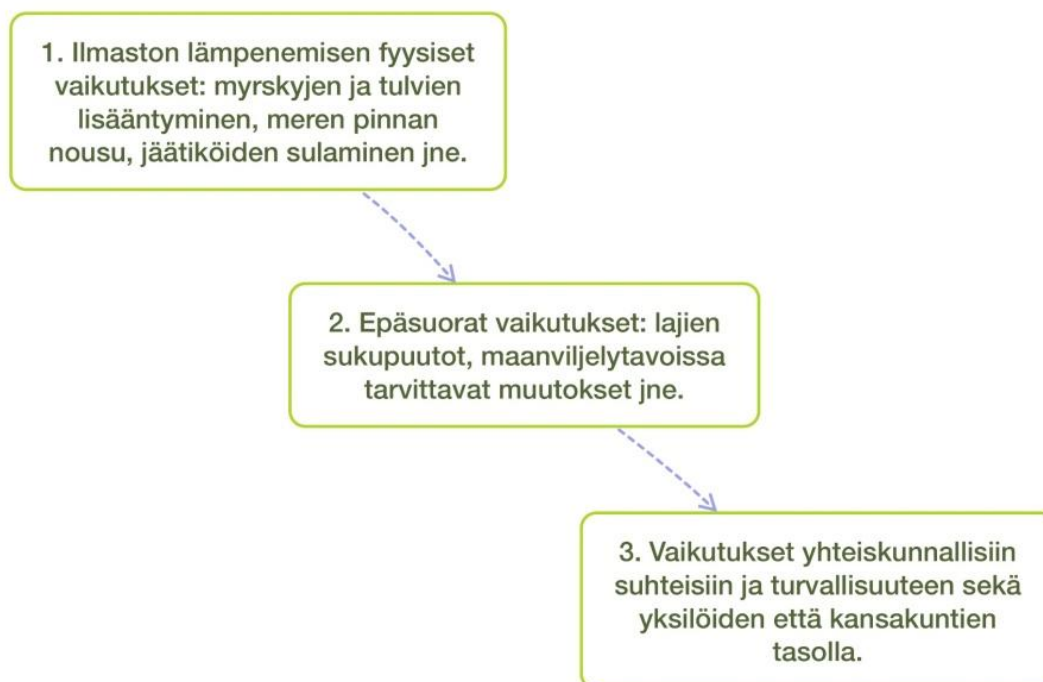 1. Ilmaston lämpenemisen fyysiset
vaikutukset: myrskyjen ja tulvien
lisääntyminen, meren pinnan
nousu, jäätiköiden sulaminen jne.
2. Epäsuorat vaikutukset: lajien
sukupuutot, maanviljelytavoissa
tarvittavat muutokset jne.
3. Vaikutukset yhteiskunnallisiin
suhteisiin ja turvallisuuteen sekä
yksilöiden että kansakuntien
tasolla.